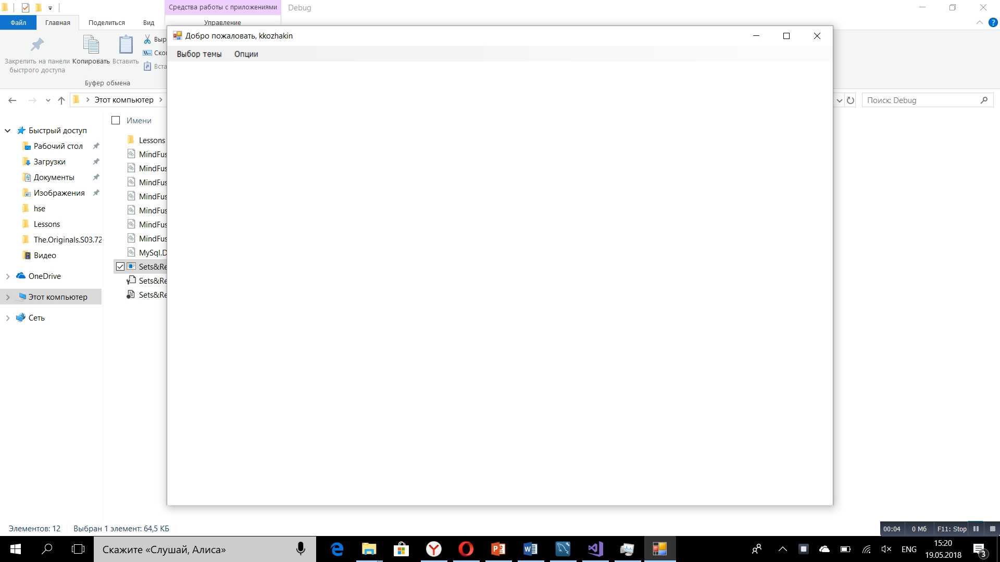 Средства работы с приложениями
Debug
Файл
Главная
Поделиться
Вид
Управление
Добро пожаловать, kkozhakin
Выбор темы
Опции
Закрепить на панели
быстрого доступа
Копировать
Вставить
Выр
Ско
Вста
Буфер обмена
Этот компьютер
Поиск: Debug
Имени
Быстрый доступ
Рабочий стол
Загрузки
Документы
Изображения
hse
Lessons
The.Originals.S03.72
Видео
OneDrive
Этот компьютер
Сеть
Lessons
MindFus
MindFus
MindFus
MindFus
MindFus
MindFus
MindFus
MySql.D
Sets&Re
Sets&Re
Sets&Re
Элементов: 12
Выбран 1 элемент: 64,5 КБ
00:04
0 Мб
F11: Stop
Скажите «Слушай, Алиса»
ENG
15:20
19.05.2018
3